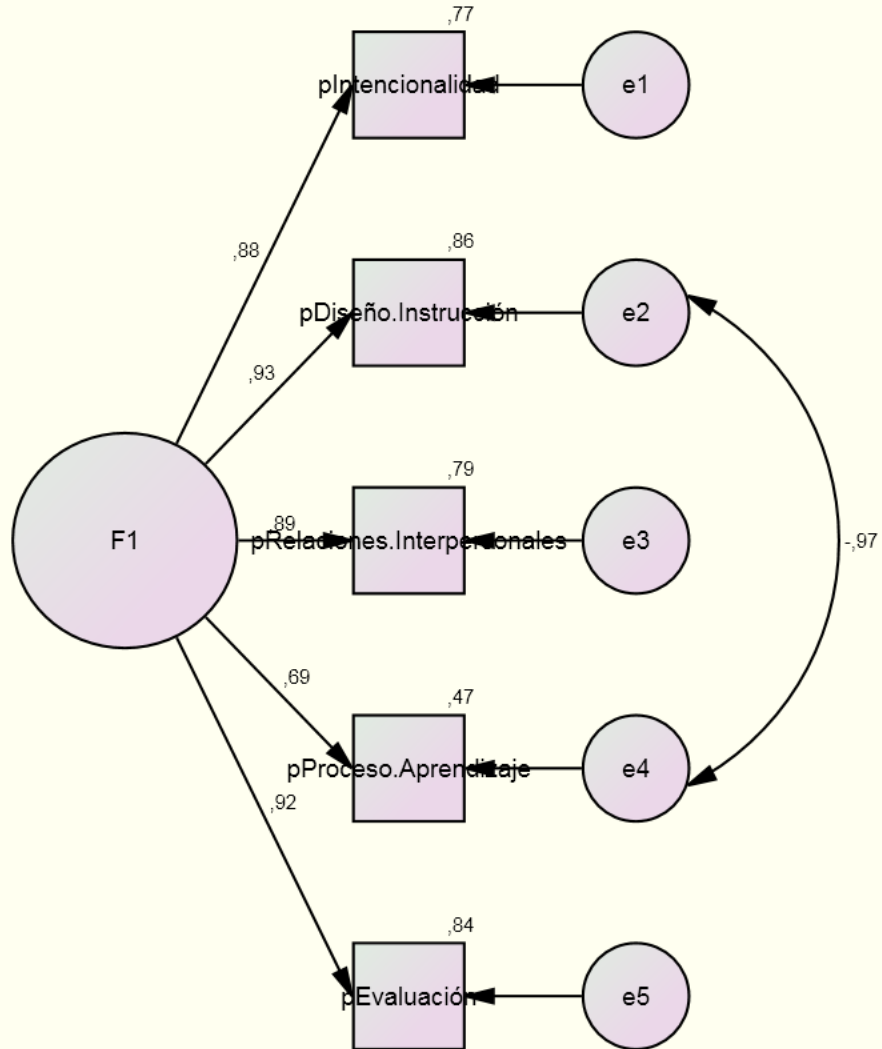 ,77
pIntencionalidad
e1
,88
,86
pDiseño.Instrucción
e2
,93
,79
F1
,89
pRelaciones.Interpersonales
e3
-,97
,69
,47
pProceso.Aprendizaje
e4
,92
,84
pEvaluación
e5